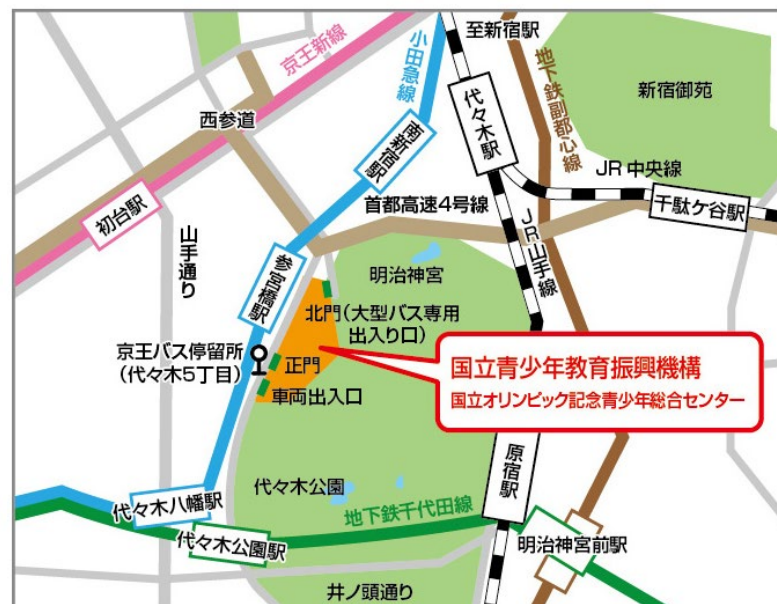 至新宿駅
京王新線
小田急線
地下鉄副都心線
新宿御苑
代々木駅
西参道
南新宿駅
JR中央線
千駄ケ谷駅
初台駅
首都高速4号線
JR山手線
山手通り
参宮橋駅
明治神宮
北門(大型バス専用
出入り口)
京王バス停留所
(代々木5丁目)
正門
車両出入口
国立青少年教育振興機構
国立オリンピック記念青少年総合センター
原宿駅
代々木公園
代々木八幡駅
地下鉄千代田線
代々木公園駅
明治神宮前駅
井ノ頭通り